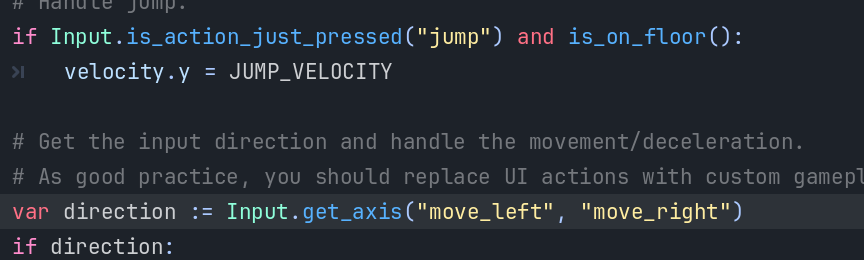 # Handle jump.
if Input.is_action_just_pressed("jump") and is_on_floor():
velocity.y = JUMP_VELOCITY
# Get the input direction and handle the movement/deceleration.
# As good practice, you should replace UI actions with custom gamepl
var direction := Input.get_axis("move_left", "move_right")
if direction: